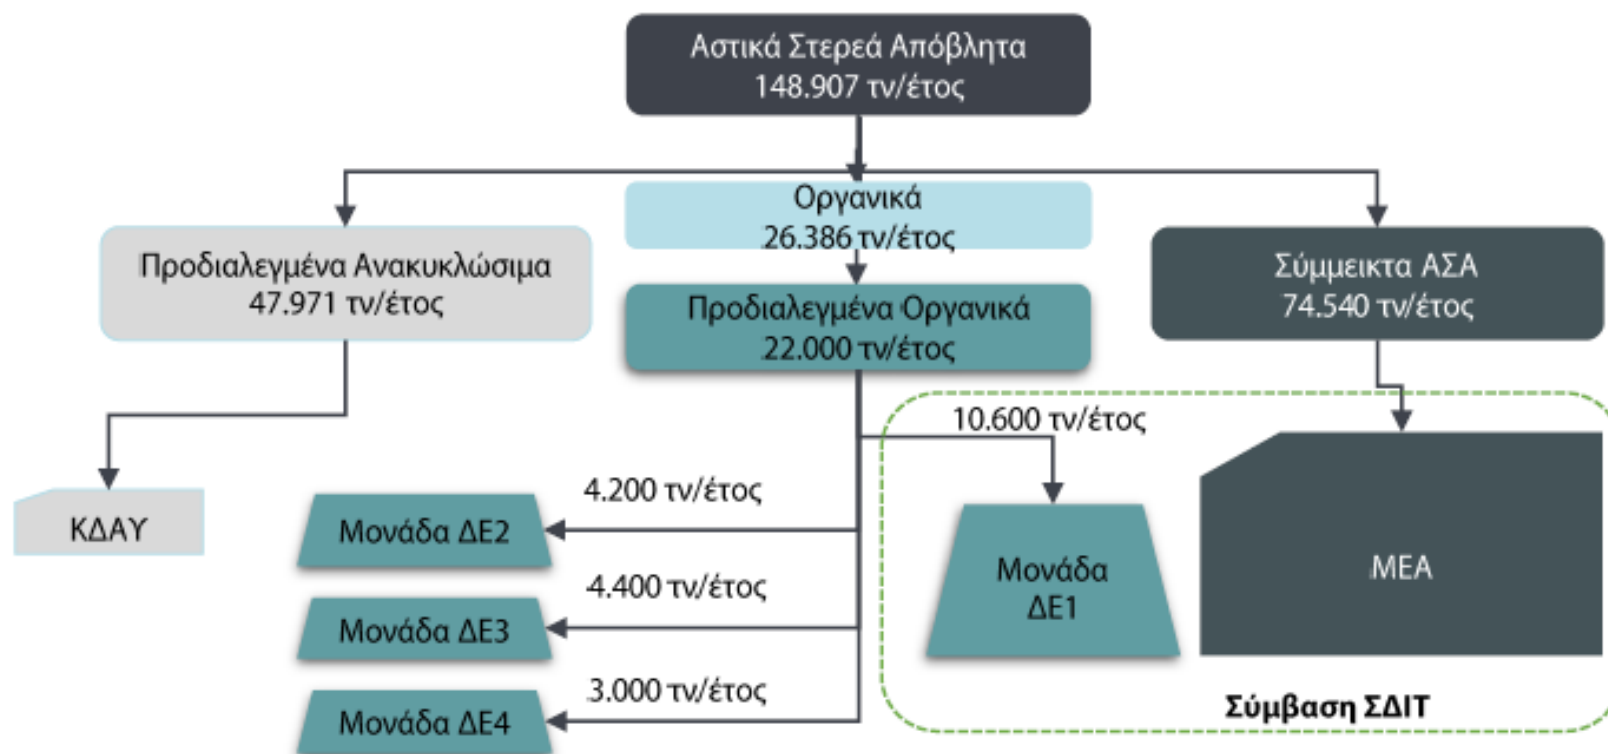 Αστικά Στερεά Απόβλητα
148.907 τν/έτος
Οργανικά
26.386 τν/έτος
Προδιαλεγμένα Ανακυκλώσιμα
47.971 τν/έτος
Προδιαλεγμένα Οργανικά
22.000 τν/έτος
Σύμμεικτα ΑΣΑ
74.540 τν/έτος
10.600 τν/έτος
4.200 τν/έτος
ΚΔΑΥ
Μονάδα ΔΕ2
Μονάδα
ΔΕ1
ΜΕΑ
4.400 τν/έτος
Μονάδα ΔΕ3
3.000 τν/έτος
Μονάδα ΔΕ4
Σύμβαση ΣΔΙΤ